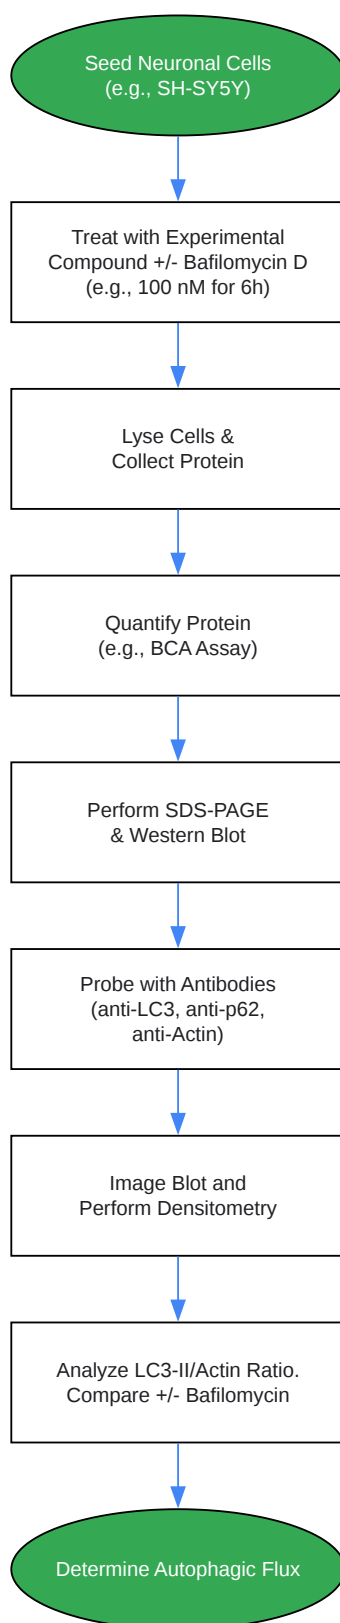 Seed Neuronal Cells
(e.g., SH-SY5Y)
Treat with Experimental
Compound +/- Bafilomycin D
(e.g., 100 nM for 6h)
Lyse Cells &
Collect Protein
Quantify Protein
(e.g., BCA Assay)
Perform SDS-PAGE
& Western Blot
Probe with Antibodies
(anti-LC3, anti-p62,
anti-Actin)
Image Blot and
Perform Densitometry
Analyze LC3-II/Actin Ratio.
Compare +/- Bafilomycin
Determine Autophagic Flux